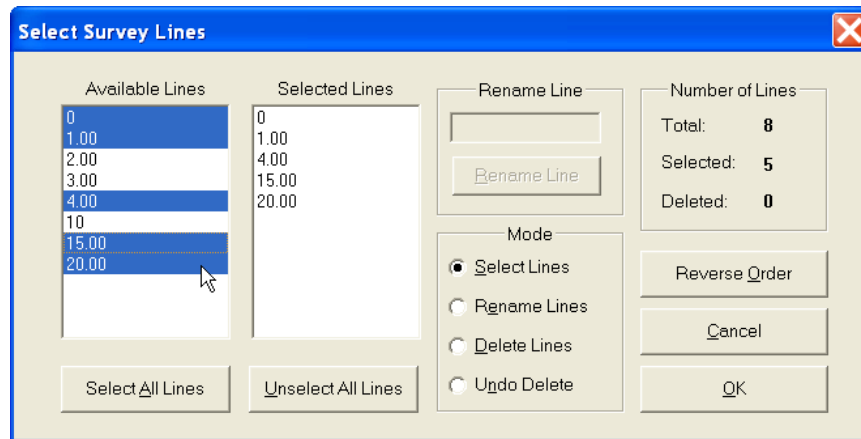 Select Survey Lines
Available Lines
0
1.00
2.00
3.00
4.00
10
15.00
20.00
Select All Lines
Selected Lines
0
1.00
4.00
15.00
20.00
Unselect All Lines
Rename Line
Rename Line
Mode
Select Lines
Rename Lines
Delete Lines
Undo Delete
Number of Lines
Total: 8
Selected: 5
Deleted: 0
Reverse Order
Cancel
OK